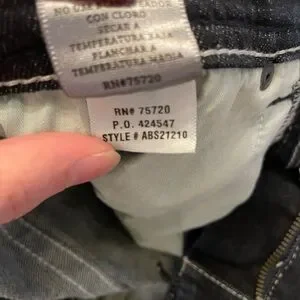 CON CLORO
SECAR A
TEMPERATURA BAJA
PLANCHAR A
TEMPERATURA MEDIA
RN#75720
RN# 75720
P.O. 424547
STYLE # ABS21210